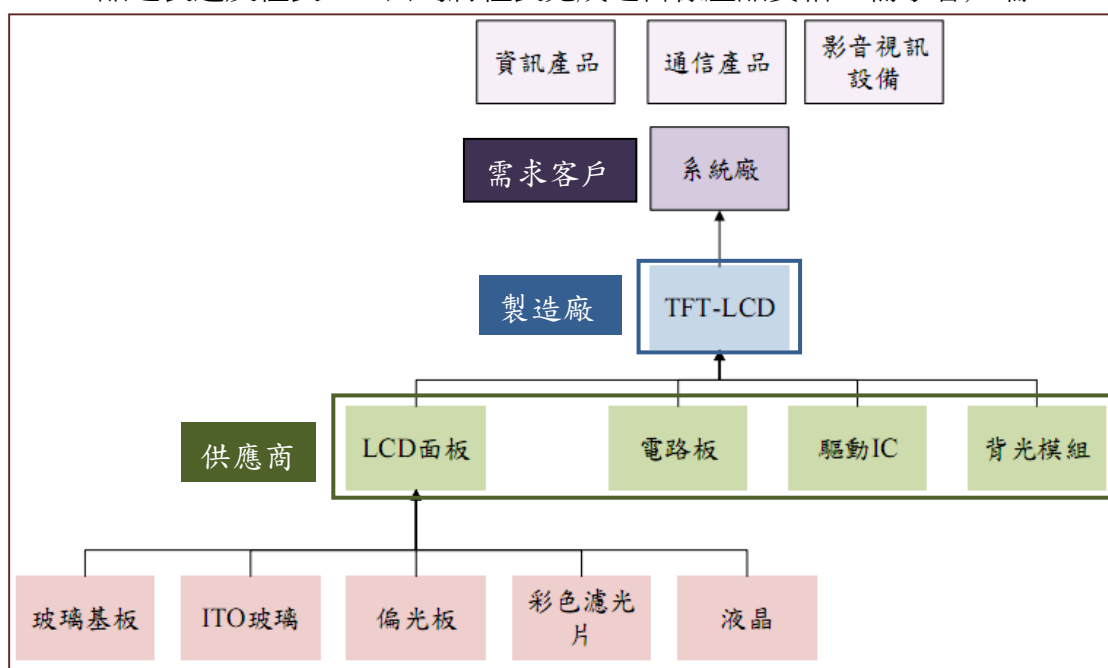 資訊產品
通信產品
影音視訊
設備
需求客戶
系統廠
製造廠
TFT-LCD
供應商
LCD面板
電路板
驅動IC
背光模組
玻璃基板
ITO玻璃
偏光板
彩色濾光
片
液晶